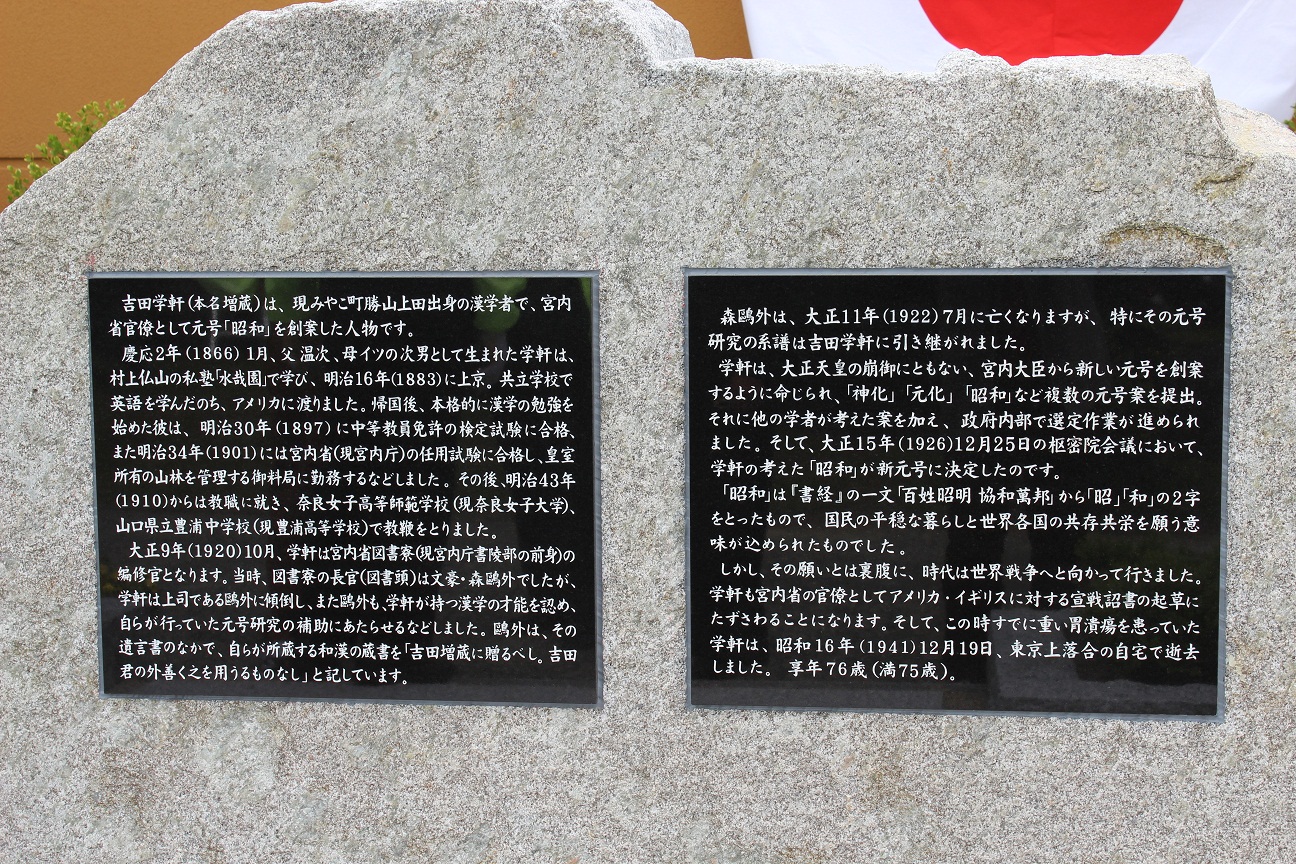 吉田学軒(本名増蔵)は、現みやこ町勝山上田出身の漢学者で、宮内
省官僚として元号「昭和」を創案した人物です。
慶応2年(1866)1月、父 温次、母イツの次男として生まれた学軒は、
村上仏山の私塾「水哉園」で学び、明治16年(1883)に上京。共立学校で
英語を学んだのち、アメリカに渡りました。帰国後、本格的に漢学の勉強を
始めた彼は、明治30年(1897)に中等教員免許の検定試験に合格、
また明治34年(1901)には宮内省(現宮内庁)の任用試験に合格し、皇室
所有の山林を管理する御料局に勤務するなどしました。その後、明治43年
(1910)からは教職に就き、奈良女子高等師範学校(現奈良女子大学)、
山口県立豊浦中学校(現豊浦高等学校)で教鞭をとりました。
大正9年(1920)10月、学軒は宮内省図書寮(現宮内庁書陵部の前身)の
編修官となります。当時、図書寮の長官(図書頭)は文豪・森鷗外でしたが、
学軒は上司である鷗外に傾倒し、また鷗外も、学軒が持つ漢学の才能を認め、
自らが行っていた元号研究の補助にあたらせるなどしました。鷗外は、その
遺言書のなかで、自らが所蔵する和漢の蔵書を「吉田増蔵に贈るべし。吉田
君の外善く之を用うるものなし」と記しています。
森鷗外は、大正11年(1922)7月に亡くなりますが、特にその元号
研究の系譜は吉田学軒に引き継がれました。
学軒は、大正天皇の崩御にともない、宮内大臣から新しい元号を創案
するように命じられ、「神化」「元化」「昭和」など複数の元号案を提出。
それに他の学者が考えた案を加え、政府内部で選定作業が進められ
ました。そして、大正15年(1926)12月25日の枢密院会議において、
学軒の考えた「昭和」が新元号に決定したのです。
「昭和」は『書経』の一文「百姓昭明 協和萬邦」から「昭」「和」の2字
をとったもので、国民の平穏な暮らしと世界各国の共存共栄を願う意
味が込められたものでした。
しかし、その願いとは裏腹に、時代は世界戦争へと向かって行きました。
学軒も宮内省の官僚としてアメリカ・イギリスに対する宣戦詔書の起草に
たずさわることになります。そして、この時すでに重い胃潰瘍を患っていた
学軒は、昭和16年(1941)12月19日、東京上落合の自宅で逝去
しました。享年76歳(満75歳)。